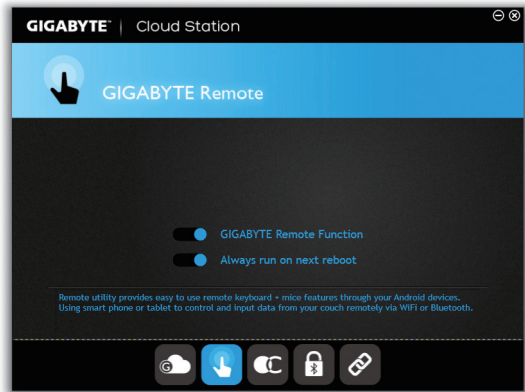 GIGABYTE™ | Cloud Station
GIGABYTE Remote
GIGABYTE Remote Function
Always run on next reboot
Remote utility provides easy to use remote keyboard + mice features through your Android devices.
Using smart phone or tablet to control and input data from your couch remotely via WiFi or Bluetooth.
G